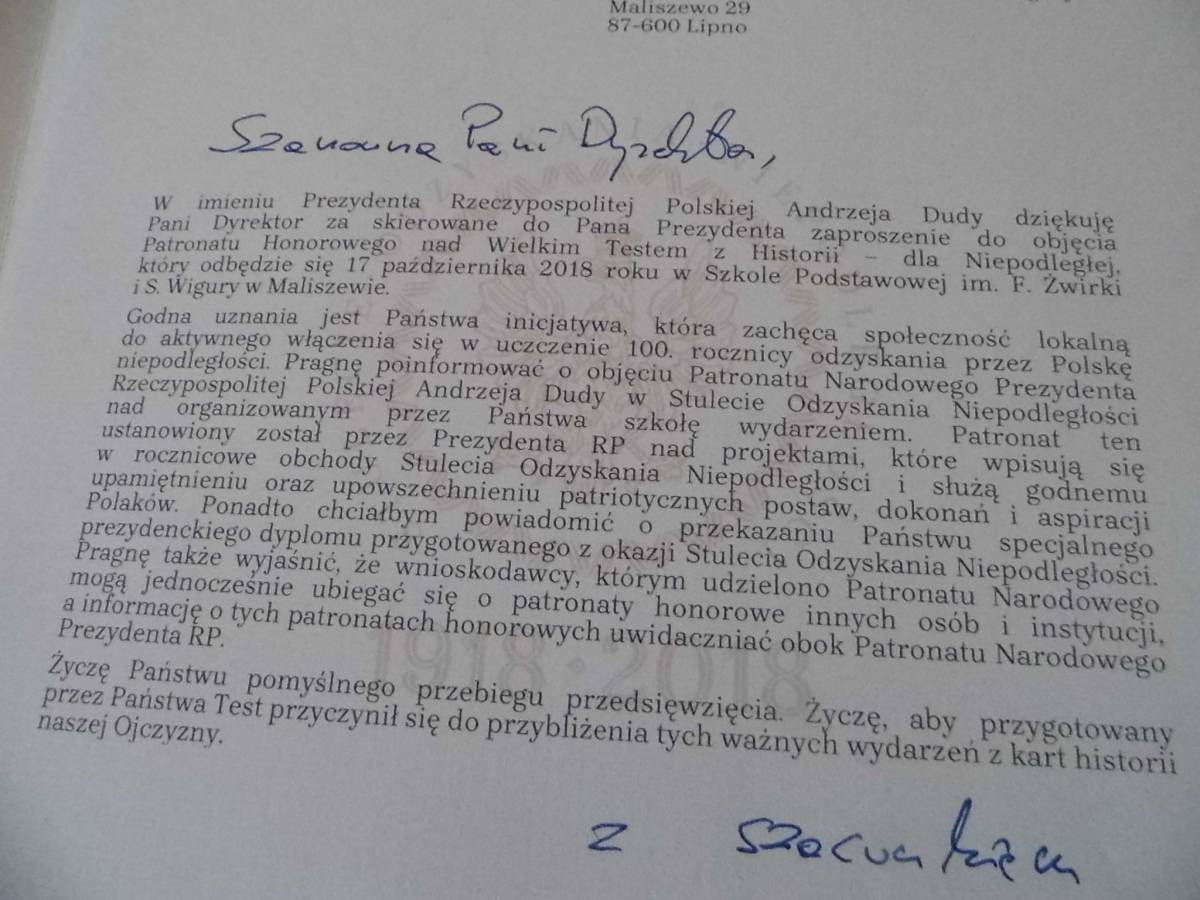 Maliszewo 29
87-600 Lipno
Szanowna Pani Dyrektor,
W imieniu Prezydenta Rzeczypospolitej Polskiej Andrzeja Dudy dziękuję
Pani Dyrektor za skierowane do Pana Prezydenta zaproszenie do objęcia
Patronatu Honorowego nad Wielkim Testem z Historii – dla Niepodległej,
który odbędzie się 17 października 2018 roku w Szkole Podstawowej im. F. Żwirki
i S. Wigury w Maliszewie.
Godna uznania jest Państwa inicjatywa, która zachęca społeczność lokalną
do aktywnego włączenia się w uczczenie 100. rocznicy odzyskania przez Polskę
niepodległości. Pragnę poinformować o objęciu Patronatu Narodowego Prezydenta
Rzeczypospolitej Polskiej Andrzeja Dudy w Stulecie Odzyskania Niepodległości
nad organizowanym przez Państwa szkołę wydarzeniem. Patronat ten
ustanowiony został przez Prezydenta RP nad projektami, które wpisują się
w rocznicowe obchody Stulecia Odzyskania Niepodległości i służą godnemu
upamiętnieniu oraz upowszechnieniu patriotycznych postaw, dokonań i aspiracji
Polaków. Ponadto chciałbym powiadomić o przekazaniu Państwu specjalnego
prezydenckiego dyplomu przygotowanego z okazji Stulecia Odzyskania Niepodległości.
Pragnę także wyjaśnić, że wnioskodawcy, którym udzielono Patronatu Narodowego
mogą jednocześnie ubiegać się o patronaty honorowe innych osób i instytucji,
a informację o tych patronatach honorowych uwidaczniać obok Patronatu Narodowego
Prezydenta RP.
1918 · 2018
Życzę Państwu pomyślnego przebiegu przedsięwzięcia. Życzę, aby przygotowany
przez Państwa Test przyczynił się do przybliżenia tych ważnych wydarzeń z kart historii
naszej Ojczyzny.
z szacunkiem